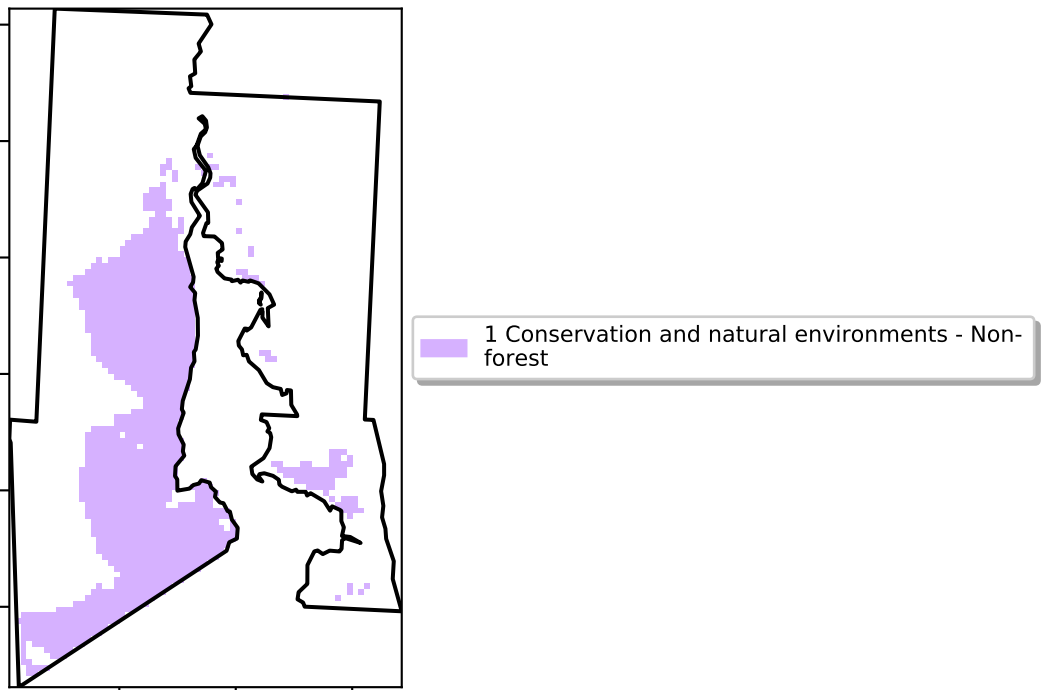 1 Conservation and natural environments - Non-
forest